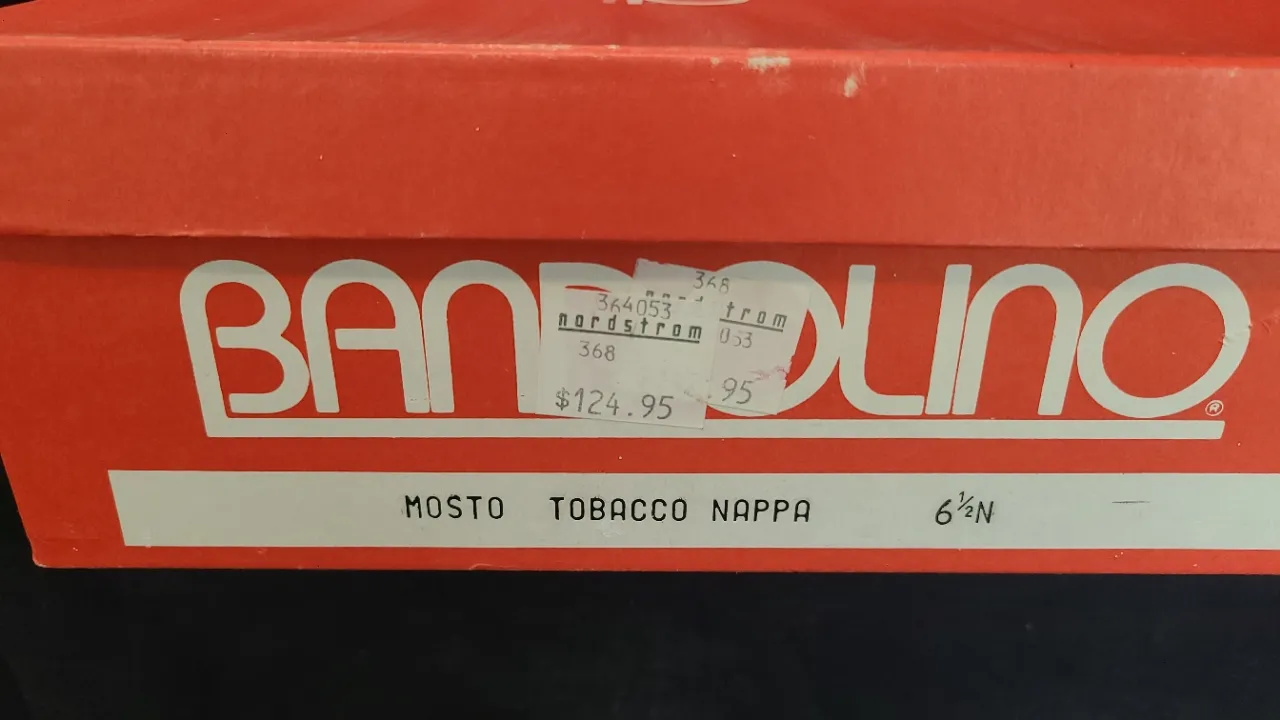 BANDOLINO®
368
trom
053
.95
364053
nordstrom
368
$124.95
MOSTO TOBACCO NAPPA 6½N